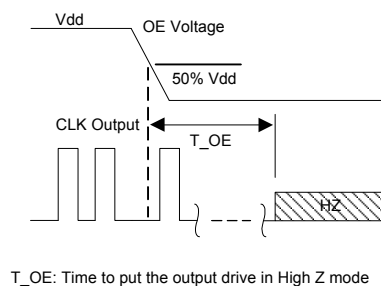 Vdd
OE Voltage
50% Vdd
CLK Output
T_OE
HZ
T_OE: Time to put the output drive in High Z mode